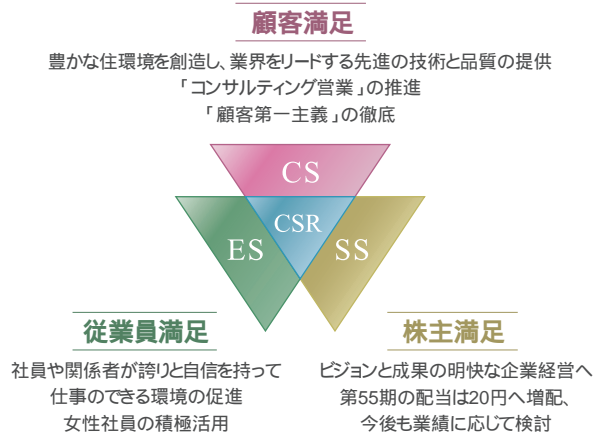 顧客満足
豊かな住環境を創造し、業界をリードする先進の技術と品質の提供
「コンサルティング営業」の推進
「顧客第一主義」の徹底
CS
CSR
ES
SS
従業員満足
社員や関係者が誇りと自信を持って
仕事のできる環境の促進
女性社員の積極活用
株主満足
ビジョンと成果の明快な企業経営へ
第55期の配当は20円へ増配、
今後も業績に応じて検討